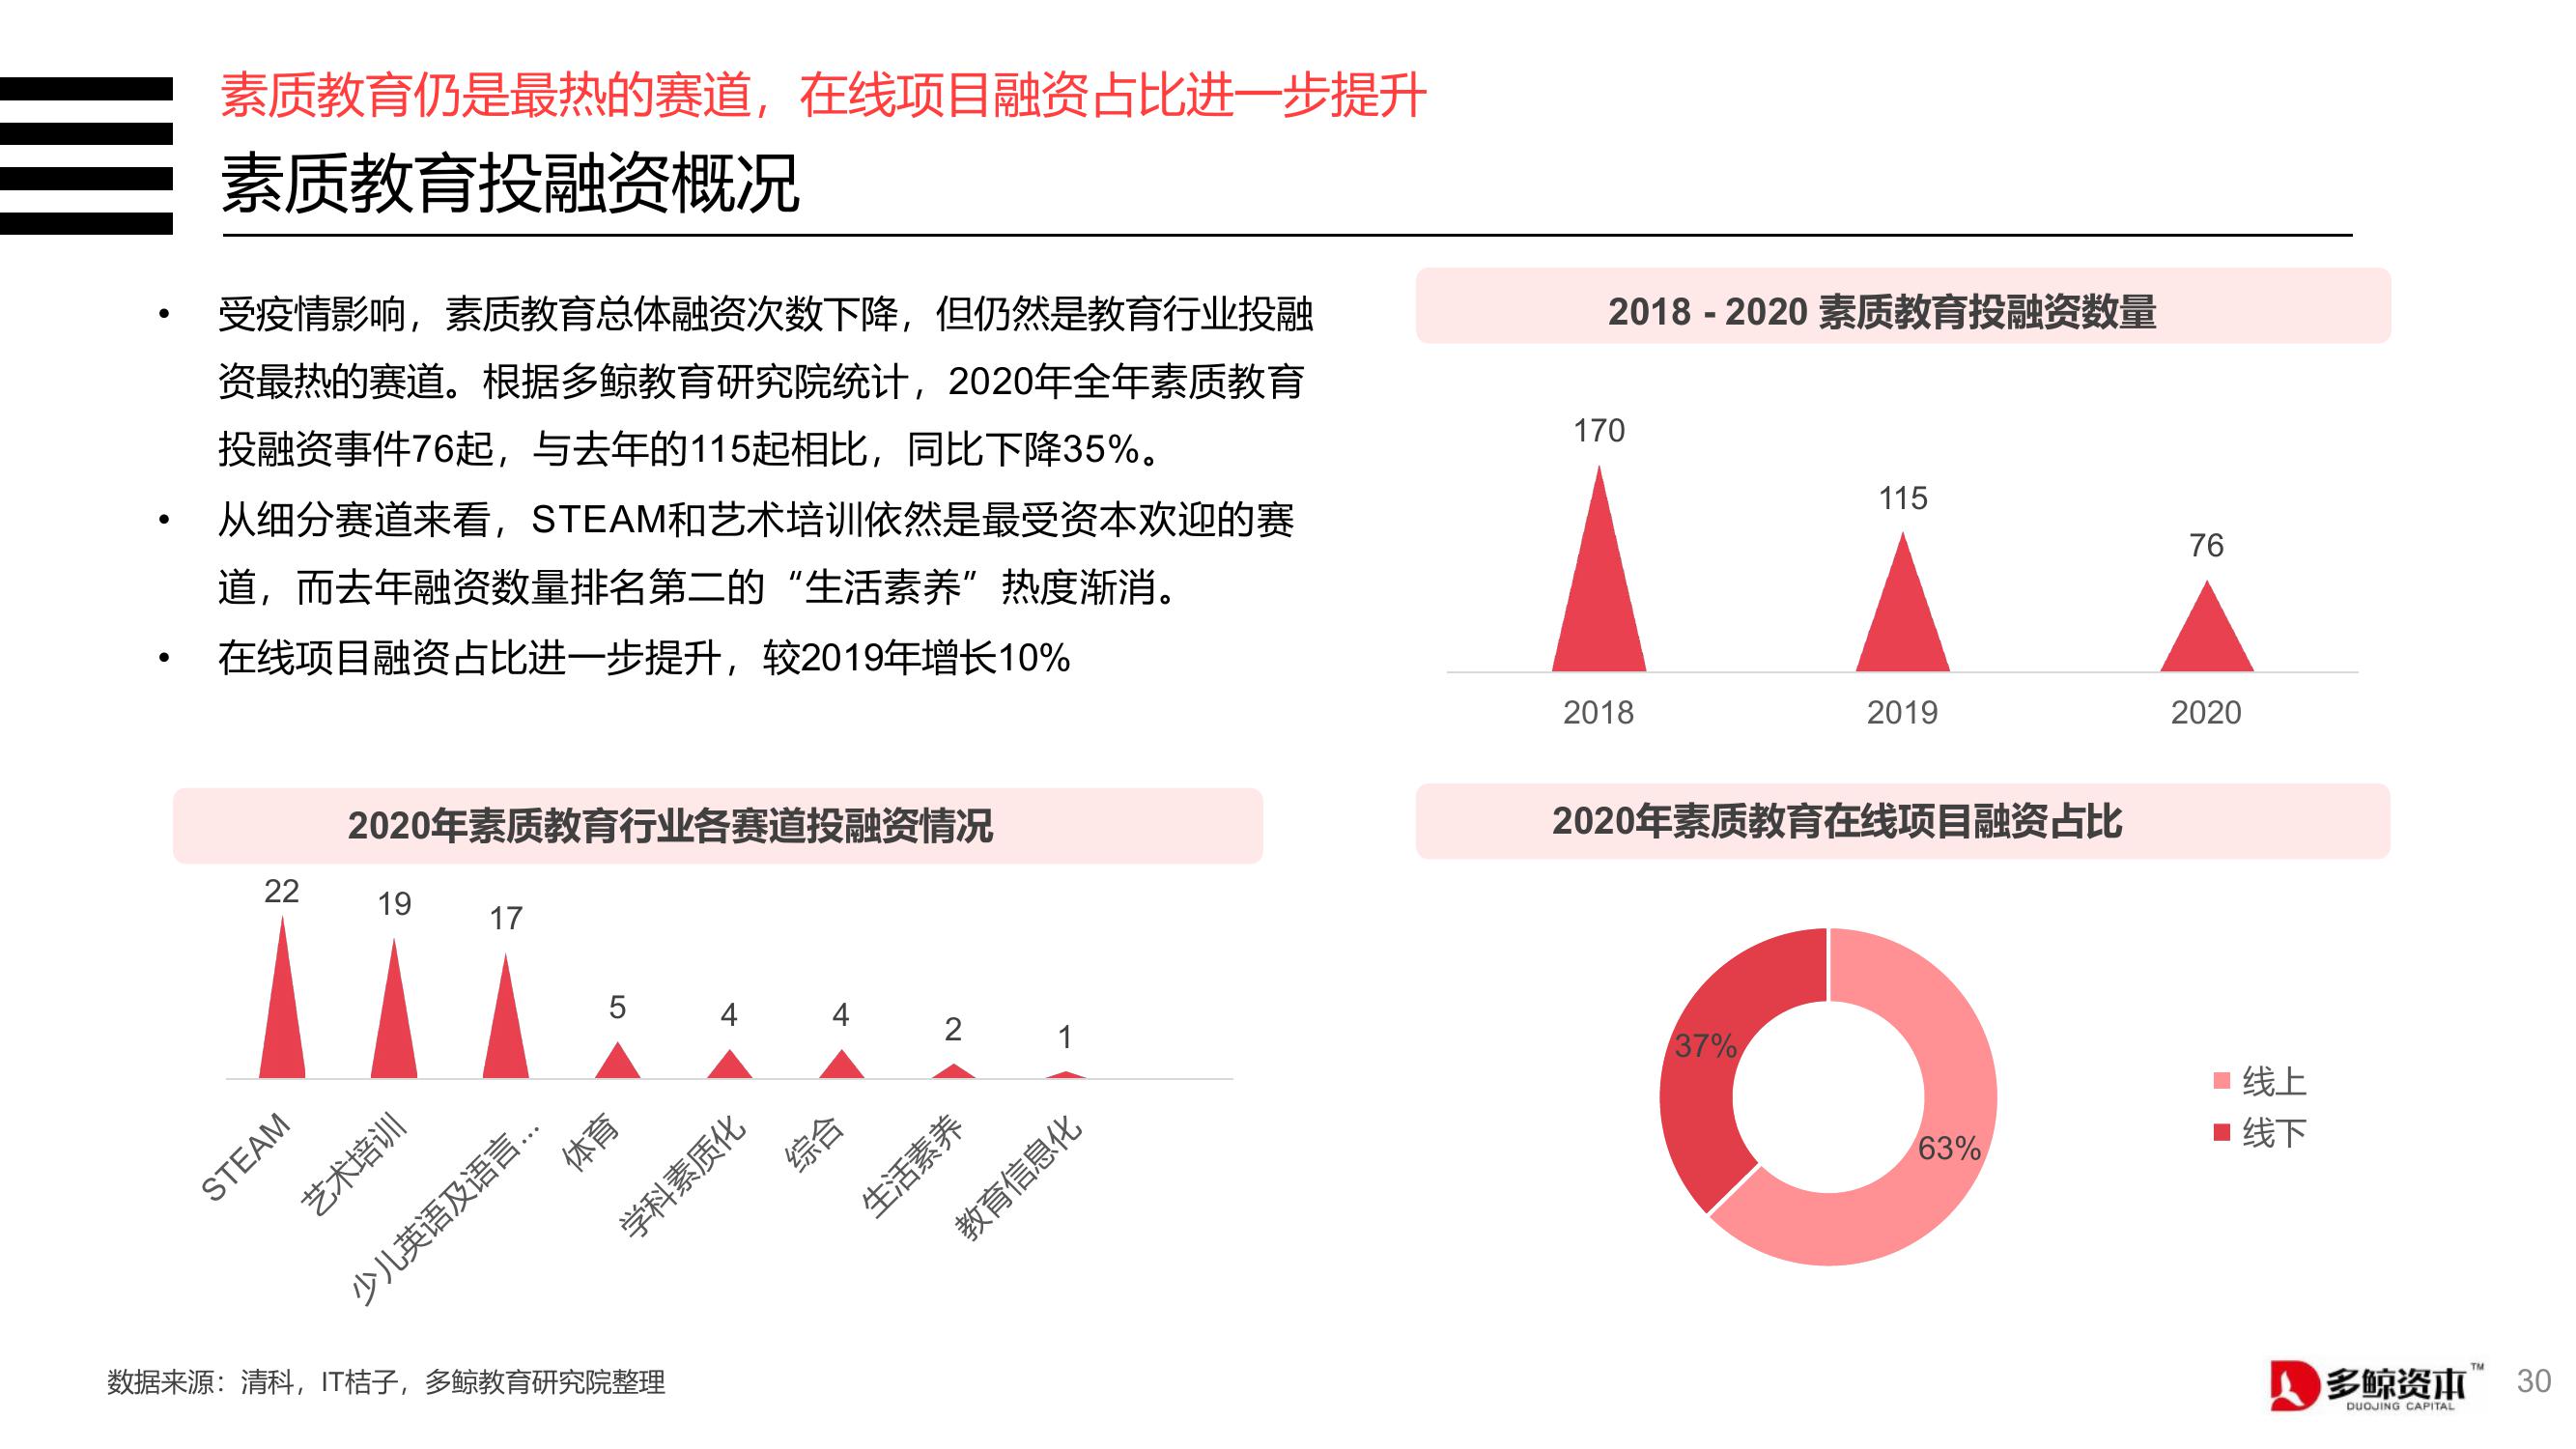 素质教育仍是最热的赛道，在线项目融资占比进一步提升
素质教育投融资概况
• 受疫情影响，素质教育总体融资次数下降，但仍然是教育行业投融
资最热的赛道。根据多鲸教育研究院统计，2020年全年素质教育
投融资事件76起，与去年的115起相比，同比下降35%。
• 从细分赛道来看，STEAM和艺术培训依然是最受资本欢迎的赛
道，而去年融资数量排名第二的“生活素养”热度渐消。
• 在线项目融资占比进一步提升，较2019年增长10%
2018 - 2020 素质教育投融资数量
170
115
76
2018
2019
2020
2020年素质教育行业各赛道投融资情况
22
19
17
5
4
4
2
1
STEAM
艺术培训
少儿英语及语言…
体育
学科素质化
综合
生活素养
教育信息化
2020年素质教育在线项目融资占比
37%
63%
线上
线下
数据来源：清科，IT桔子，多鲸教育研究院整理
多鲸资本™
DUOJING CAPITAL
30